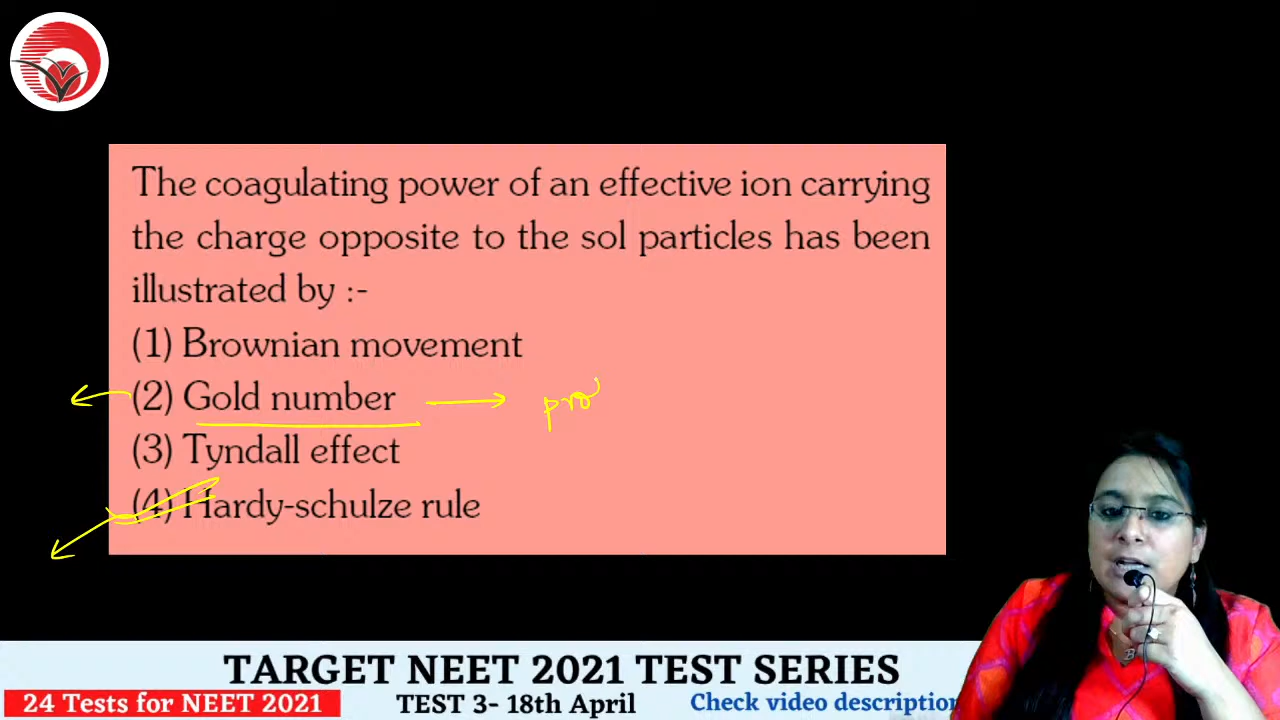 The coagulating power of an effective ion carrying
the charge opposite to the sol particles has been
illustrated by :-
(1) Brownian movement
(2) Gold number pro
(3) Tyndall effect
(4) Hardy-schulze rule
TARGET NEET 2021 TEST SERIES
24 Tests for NEET 2021 TEST 3- 18th April Check video description